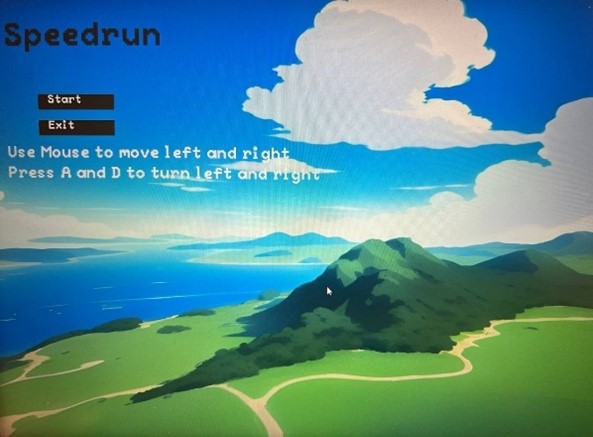 Speedrun
Start
Exit
Use Mouse to move left and right
Press A and D to turn left and right